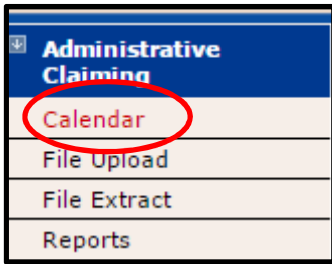 Administrative
Claiming
Calendar
File Upload
File Extract
Reports